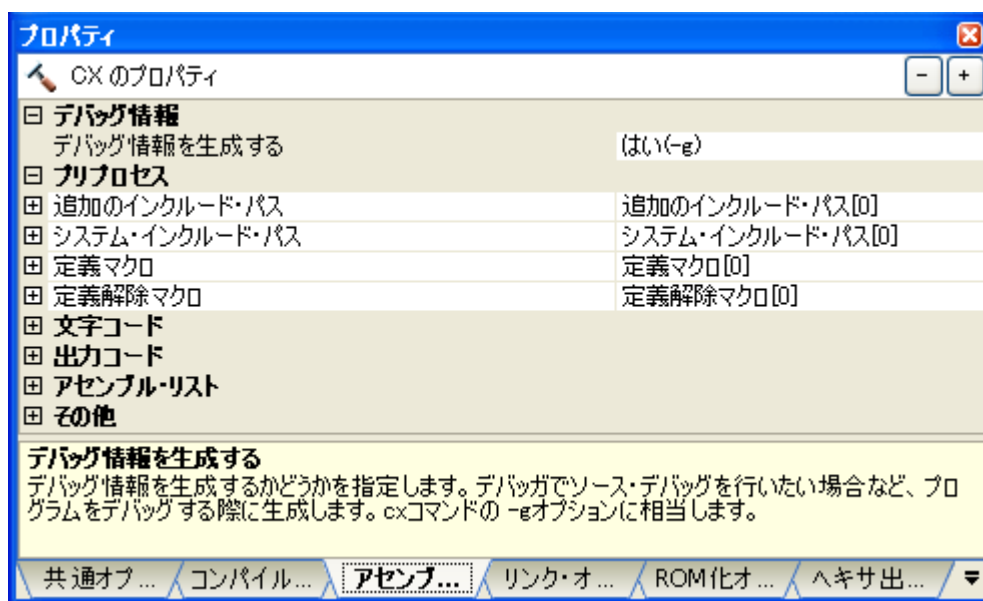 プロパティ
CX のプロパティ
デバッグ情報
デバッグ情報を生成する はい(-g)
プリプロセス
追加のインクルード・パス 追加のインクルード・パス[0]
システム・インクルード・パス システム・インクルード・パス[0]
定義マクロ 定義マクロ[0]
定義解除マクロ 定義解除マクロ[0]
文字コード
出力コード
アセンブル・リスト
その他
デバッグ情報を生成する
デバッグ情報を生成するかどうかを指定します。デバッガでソース・デバッグを行いたい場合など、プロ
グラムをデバッグする際に生成します。cxコマンドの -gオプションに相当します。
共通オプ... コンパイル... アセンブ... リンク・オ... ROM化オ... ヘキサ出...